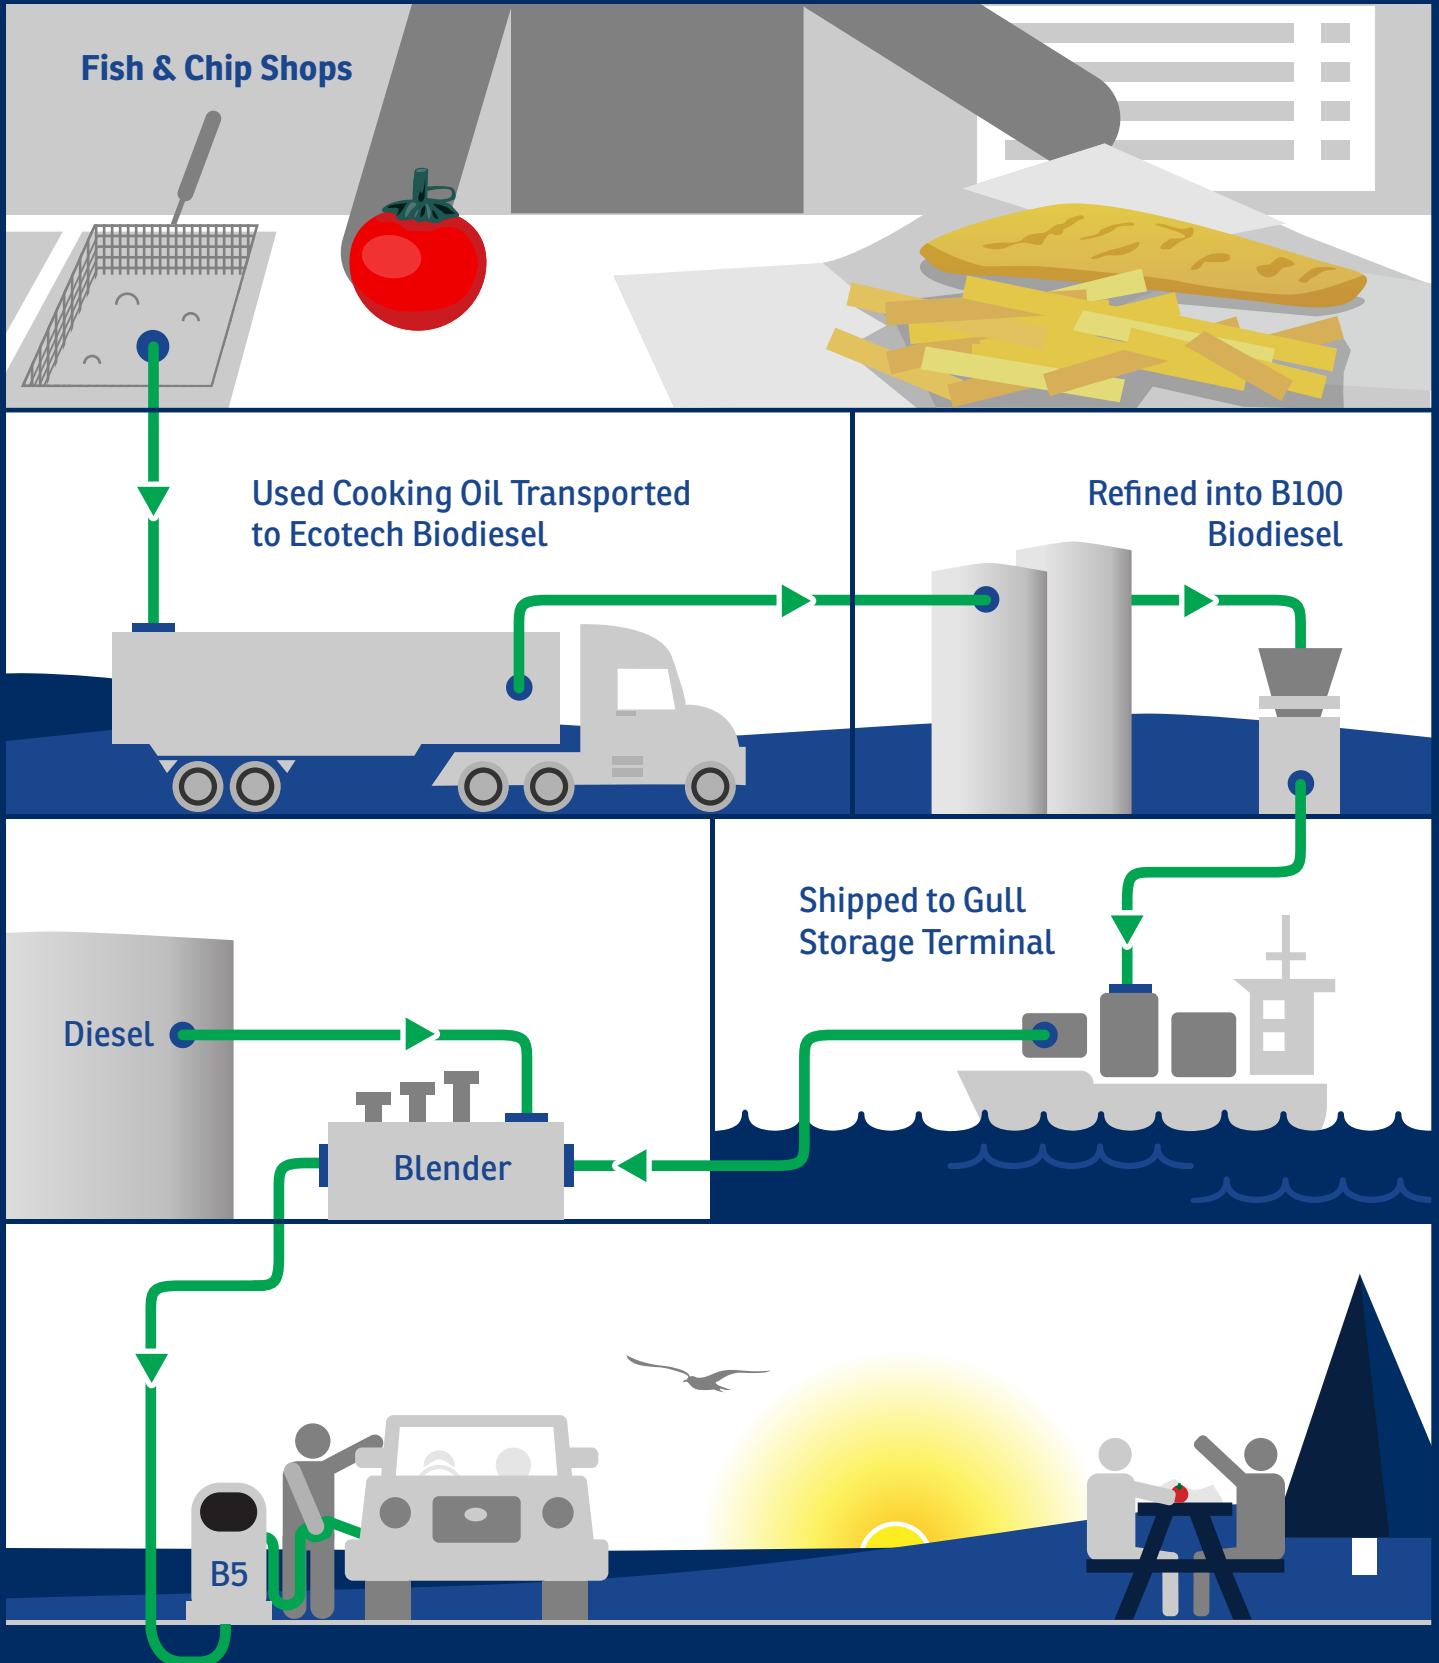 Fish & Chip Shops
Used Cooking Oil Transported
to Ecotech Biodiesel
Refined into B100
Biodiesel
Shipped to Gull
Storage Terminal
Diesel
Blender
B5